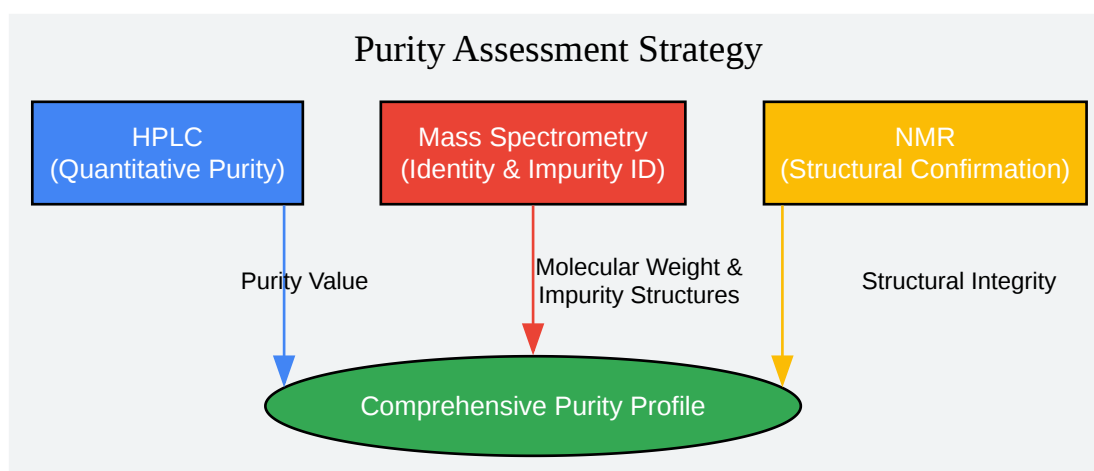 Purity Assessment Strategy
HPLC
(Quantitative Purity)
Mass Spectrometry
(Identity & Impurity ID)
NMR
(Structural Confirmation)
Purity Value
Molecular Weight &
Impurity Structures
Structural Integrity
Comprehensive Purity Profile